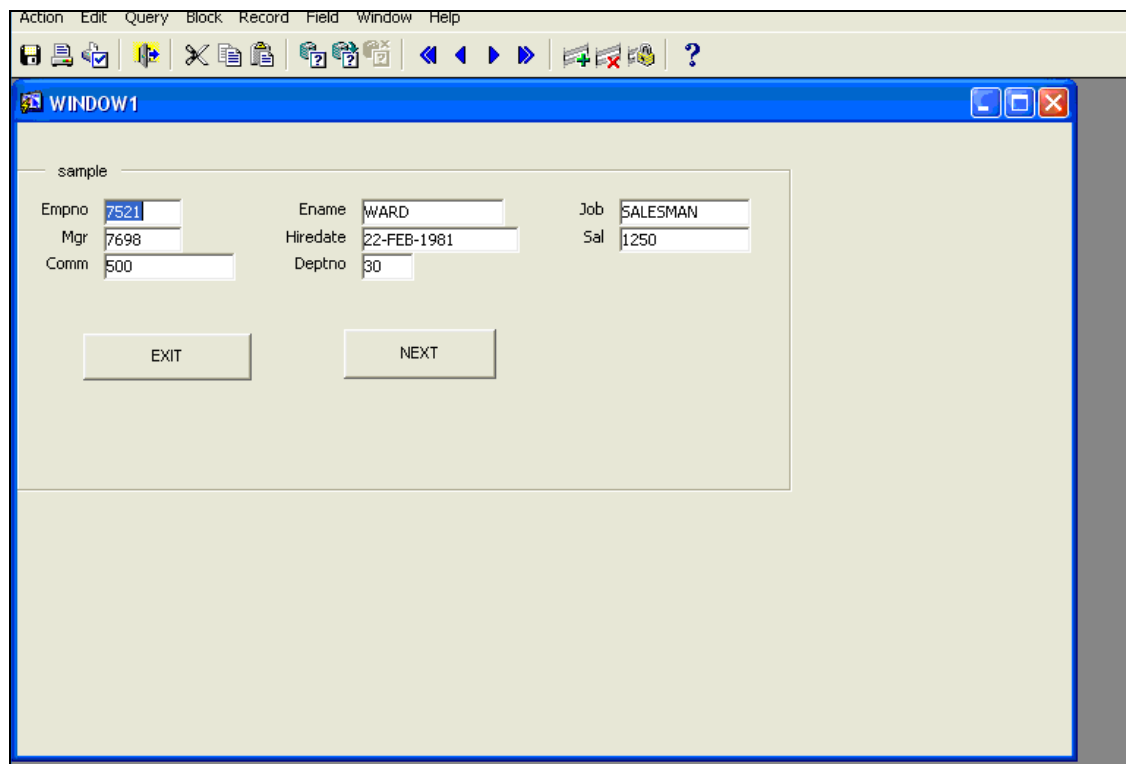 Action Edit Query Block Record Field Window Help
?
WINDOW1
sample
Empno 7521 Ename WARD Job SALESMAN
Mgr 7698 Hiredate 22-FEB-1981 Sal 1250
Comm 500 Deptno 30
EXIT NEXT